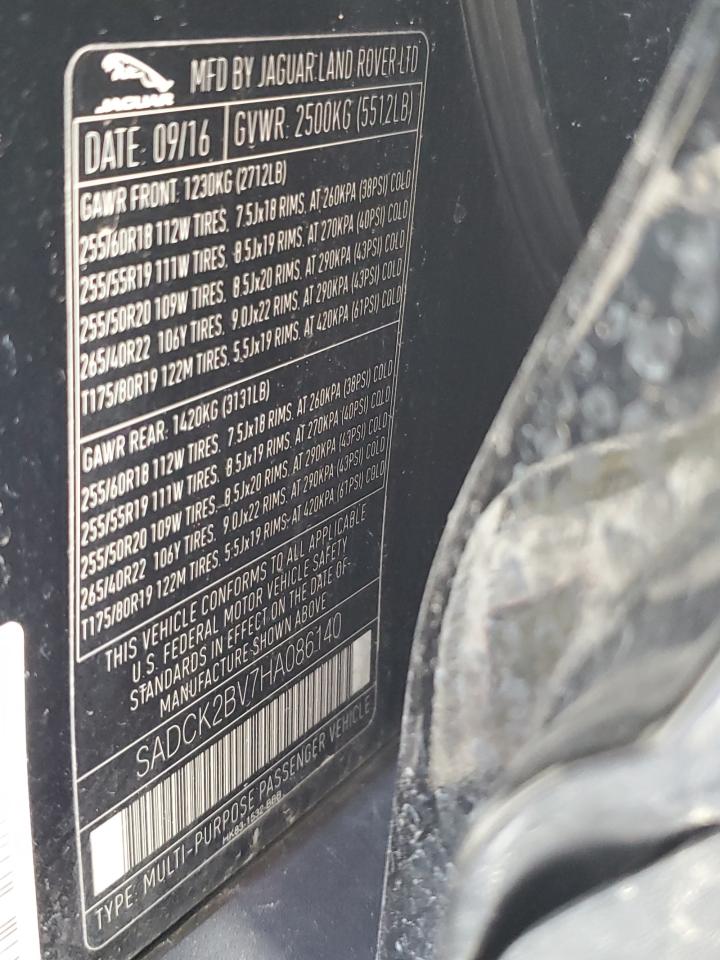 JAGUAR
MFD BY JAGUAR LAND ROVER LTD
DATE: 09/16
GVWR: 2500KG (5512LB)
GAWR FRONT: 1230KG (2712LB)
255/60R18 112W TIRES, 7.5Jx18 RIMS, AT 260KPA (38PSI) COLD
255/55R19 111W TIRES, 8.5Jx19 RIMS, AT 270KPA (40PSI) COLD
255/50R20 109W TIRES, 8.5Jx20 RIMS, AT 290KPA (43PSI) COLD
265/40R22 106Y TIRES, 9.0Jx22 RIMS, AT 290KPA (43PSI) COLD
T175/80R19 122M TIRES, 5.5Jx19 RIMS, AT 420KPA (61PSI) COLD
GAWR REAR: 1420KG (3131LB)
255/60R18 112W TIRES, 7.5Jx18 RIMS, AT 260KPA (38PSI) COLD
255/55R19 111W TIRES, 8.5Jx19 RIMS, AT 270KPA (40PSI) COLD
255/50R20 109W TIRES, 8.5Jx20 RIMS, AT 290KPA (43PSI) COLD
265/40R22 106Y TIRES, 9.0Jx22 RIMS, AT 290KPA (43PSI) COLD
T175/80R19 122M TIRES, 5.5Jx19 RIMS, AT 420KPA (61PSI) COLD
THIS VEHICLE CONFORMS TO ALL APPLICABLE
U.S. FEDERAL MOTOR VEHICLE SAFETY
STANDARDS IN EFFECT ON THE DATE OF
MANUFACTURE SHOWN ABOVE
SADCK2BV7HA086140
TYPE: MULTI-PURPOSE PASSENGER VEHICLE
HK83-1532-BPB